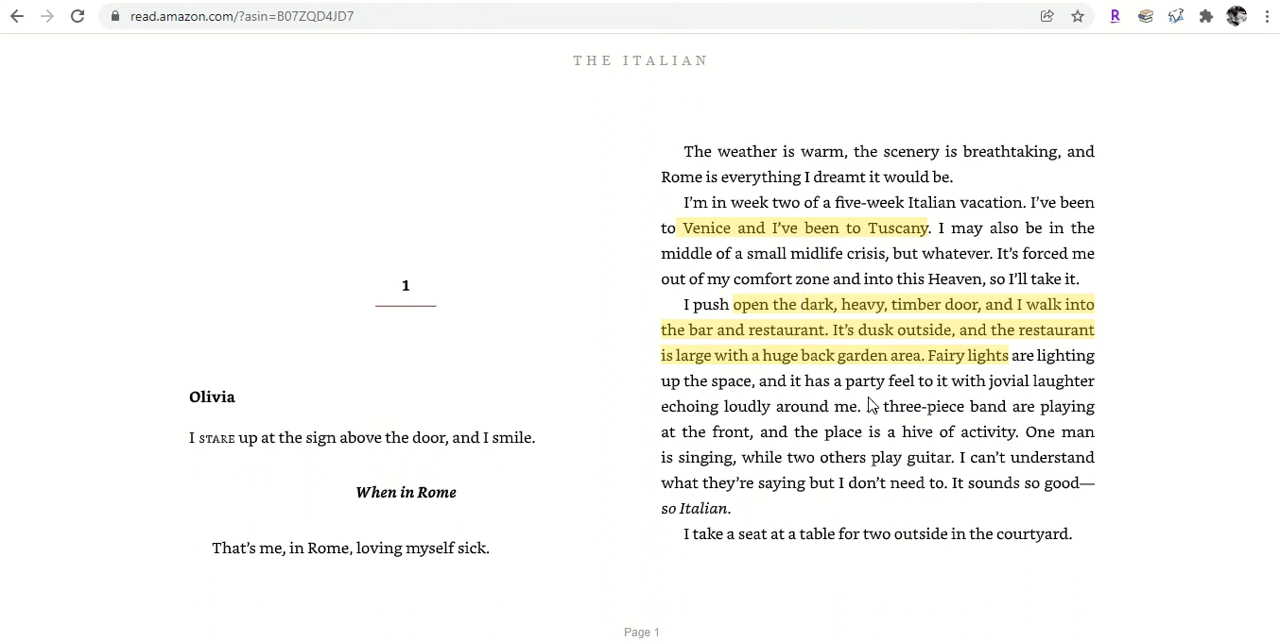 read.amazon.com/?asin=B07ZQD4JD7
R
THE ITALIAN
1
Olivia
I STARE up at the sign above the door, and I smile.
When in Rome
That’s me, in Rome, loving myself sick.
The weather is warm, the scenery is breathtaking, and
Rome is everything I dreamt it would be.
I’m in week two of a five-week Italian vacation. I’ve been
to Venice and I’ve been to Tuscany. I may also be in the
middle of a small midlife crisis, but whatever. It’s forced me
out of my comfort zone and into this Heaven, so I’ll take it.
I push open the dark, heavy, timber door, and I walk into
the bar and restaurant. It’s dusk outside, and the restaurant
is large with a huge back garden area. Fairy lights are lighting
up the space, and it has a party feel to it with jovial laughter
echoing loudly around me. three-piece band are playing
at the front, and the place is a hive of activity. One man
is singing, while two others play guitar. I can’t understand
what they’re saying but I don’t need to. It sounds so good—
so Italian.
I take a seat at a table for two outside in the courtyard.
Page 1